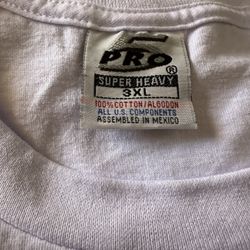 PRO®
SUPER HEAVY
3XL
100% COTTON/ALGODON
ALL U.S. COMPONENTS
ASSEMBLED IN MEXICO